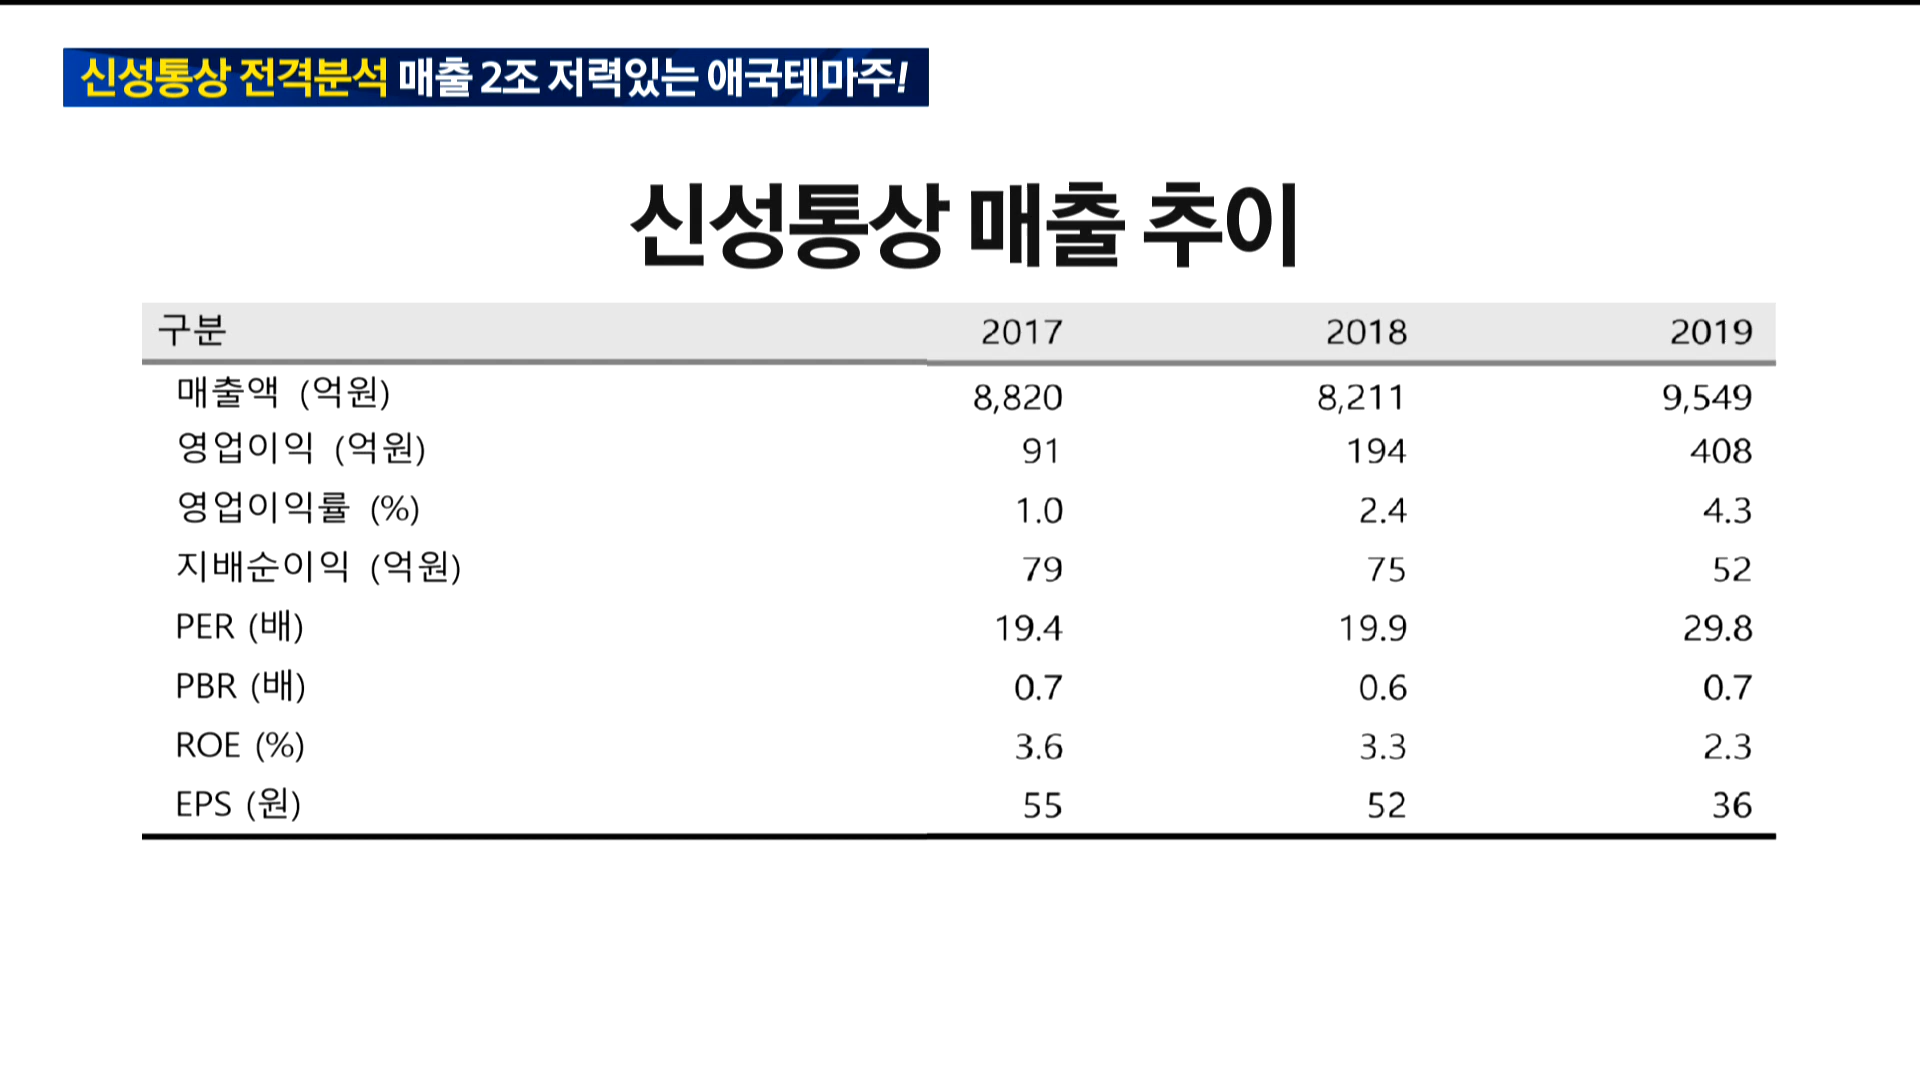 신성통상 전격분석 매출 2조 저력있는 애국테마주!
신성통상 매출 추이
구분 2017 2018 2019
매출액 (억원) 8,820 8,211 9,549
영업이익 (억원) 91 194 408
영업이익률 (%) 1.0 2.4 4.3
지배순이익 (억원) 79 75 52
PER (배) 19.4 19.9 29.8
PBR (배) 0.7 0.6 0.7
ROE (%) 3.6 3.3 2.3
EPS (원) 55 52 36